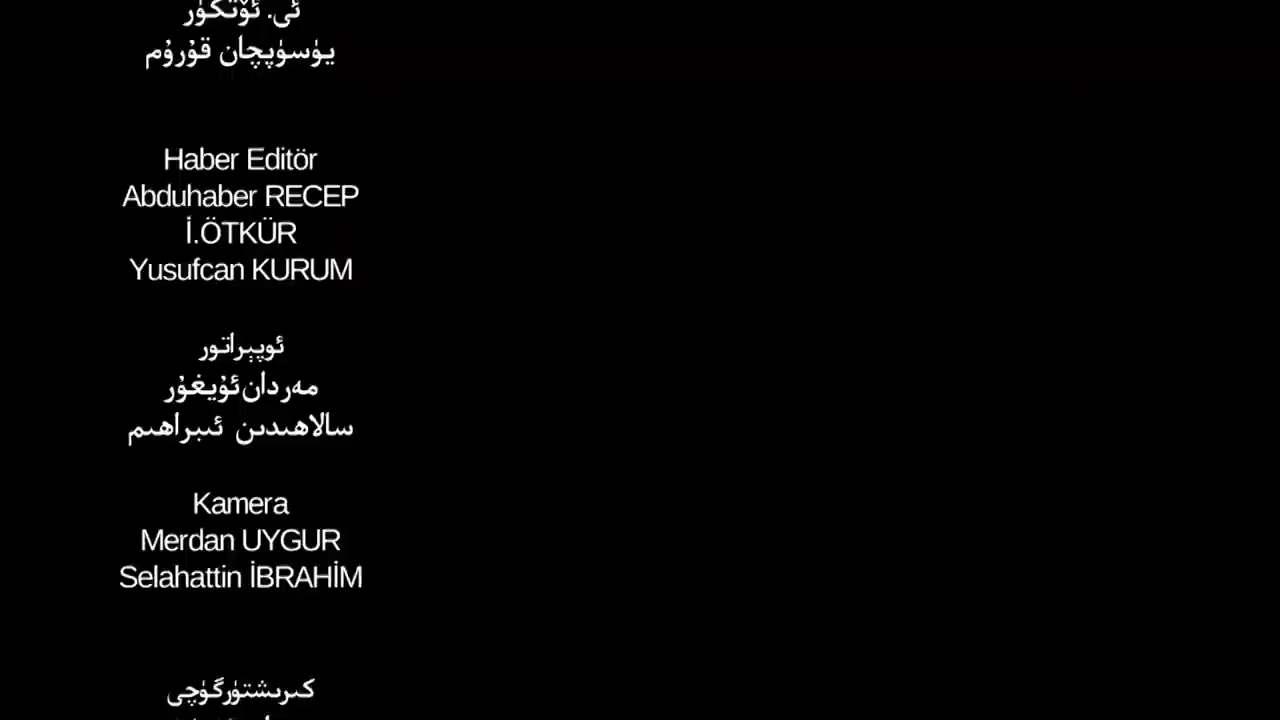 ئى. ئۆتكۈر
يۈسۈپچان قۇرۇم
Haber Editör
Abduhaber RECEP
İ.ÖTKÜR
Yusufcan KURUM
ئوپېراتور
مەردان ئۇيغۇر
سالاھىدىن ئىبراھىم
Kamera
Merdan UYGUR
Selahattin İBRAHİM
كىرىشتۈرگۈچى